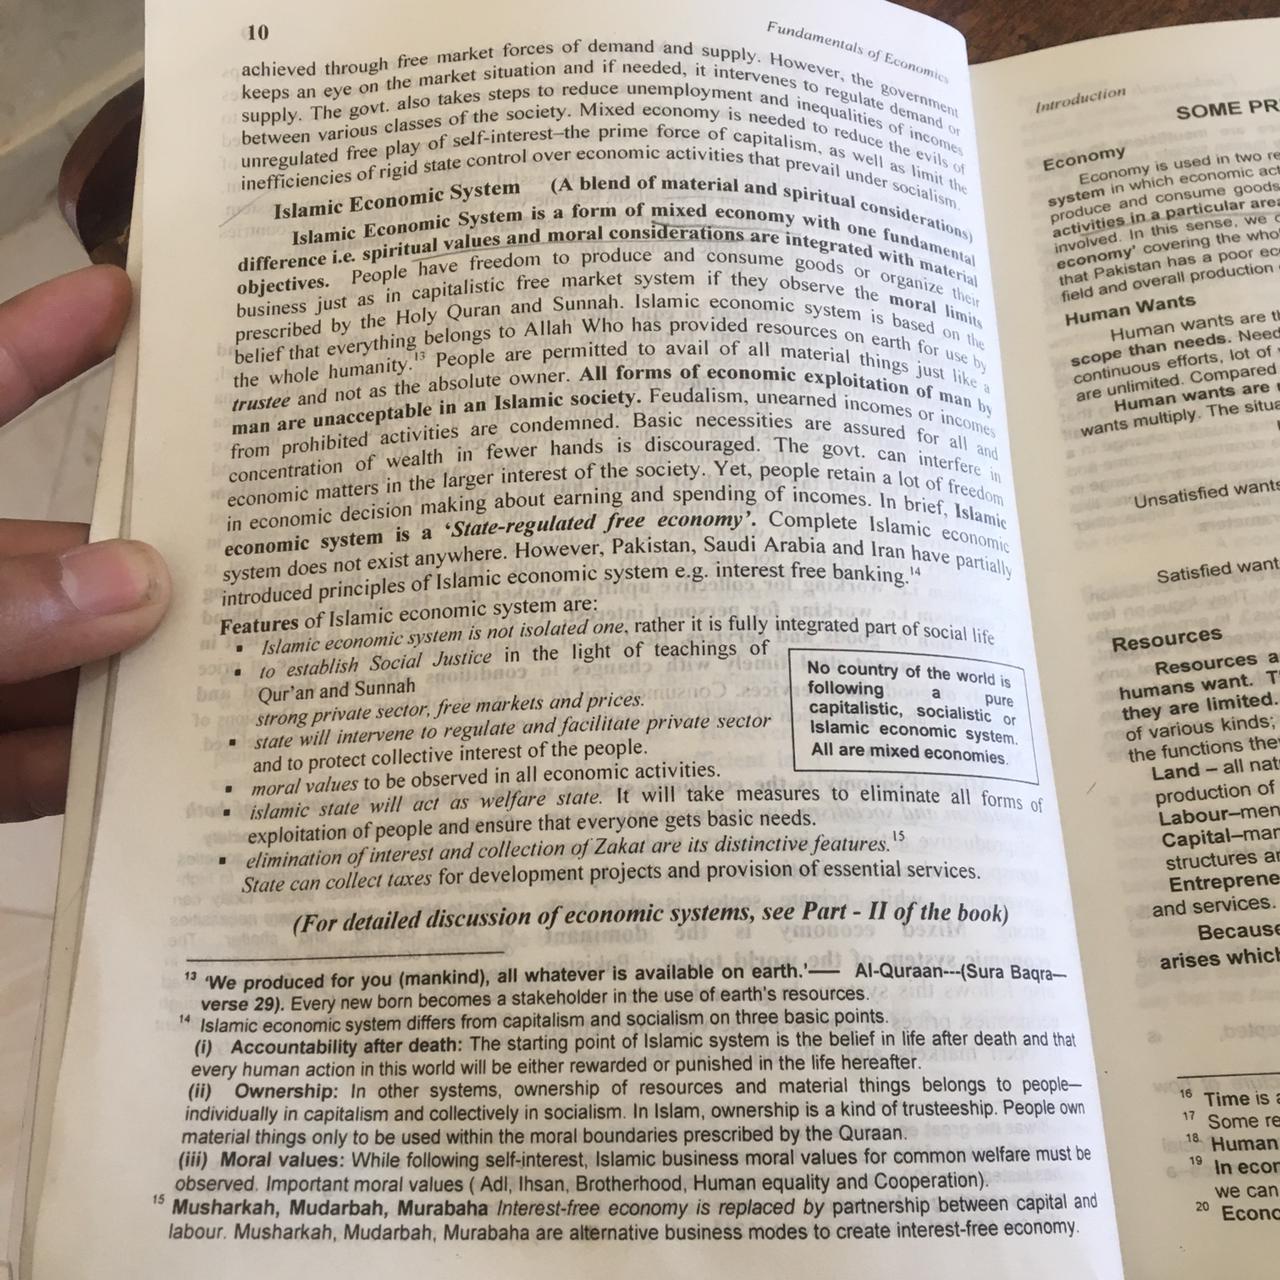 10
Fundamentals of Economics
achieved through free market forces of demand and supply. However, the government
keeps an eye on the market situation and if needed, it intervenes to regulate demand or
supply. The govt. also takes steps to reduce unemployment and inequalities of incomes
between various classes of the society. Mixed economy is needed to reduce the evils of
unregulated free play of self-interest–the prime force of capitalism, as well as limit the
inefficiencies of rigid state control over economic activities that prevail under socialism.
Islamic Economic System (A blend of material and spiritual considerations)
Islamic Economic System is a form of mixed economy with one fundamental
difference i.e. spiritual values and moral considerations are integrated with material
objectives. People have freedom to produce and consume goods or organize their
business just as in capitalistic free market system if they observe the moral limits
prescribed by the Holy Quran and Sunnah. Islamic economic system is based on the
belief that everything belongs to Allah Who has provided resources on earth for use by
the whole humanity.13 People are permitted to avail of all material things just like a
trustee and not as the absolute owner. All forms of economic exploitation of man by
man are unacceptable in an Islamic society. Feudalism, unearned incomes or incomes
from prohibited activities are condemned. Basic necessities are assured for all and
concentration of wealth in fewer hands is discouraged. The govt. can interfere in
economic matters in the larger interest of the society. Yet, people retain a lot of freedom
in economic decision making about earning and spending of incomes. In brief, Islamic
economic system is a ‘State-regulated free economy’. Complete Islamic economic
system does not exist anywhere. However, Pakistan, Saudi Arabia and Iran have partially
introduced principles of Islamic economic system e.g. interest free banking.14
Features of Islamic economic system are:
▪ Islamic economic system is not isolated one, rather it is fully integrated part of social life
▪ to establish Social Justice in the light of teachings of
Qur’an and Sunnah
strong private sector, free markets and prices.
▪ state will intervene to regulate and facilitate private sector
and to protect collective interest of the people.
▪ moral values to be observed in all economic activities.
▪ islamic state will act as welfare state. It will take measures to eliminate all forms of
exploitation of people and ensure that everyone gets basic needs.
▪ elimination of interest and collection of Zakat are its distinctive features.15
State can collect taxes for development projects and provision of essential services.
No country of the world is
following a pure
capitalistic, socialistic or
Islamic economic system.
All are mixed economies.
(For detailed discussion of economic systems, see Part - II of the book)
13 ‘We produced for you (mankind), all whatever is available on earth.’— Al-Quraan---(Sura Baqra–
verse 29). Every new born becomes a stakeholder in the use of earth’s resources.
14 Islamic economic system differs from capitalism and socialism on three basic points.
(i) Accountability after death: The starting point of Islamic system is the belief in life after death and that
every human action in this world will be either rewarded or punished in the life hereafter.
(ii) Ownership: In other systems, ownership of resources and material things belongs to people–
individually in capitalism and collectively in socialism. In Islam, ownership is a kind of trusteeship. People own
material things only to be used within the moral boundaries prescribed by the Quraan.
(iii) Moral values: While following self-interest, Islamic business moral values for common welfare must be
observed. Important moral values ( Adl, Ihsan, Brotherhood, Human equality and Cooperation).
15 Musharkah, Mudarbah, Murabaha Interest-free economy is replaced by partnership between capital and
labour. Musharkah, Mudarbah, Murabaha are alternative business modes to create interest-free economy.
Introduction
SOME
Economy
Economy is used in two
system in which economic
produce and consume goods
activities in a particular
involved. In this sense, we
economy’ covering the
that Pakistan has a poor
field and overall production
Human Wants
Human wants are
scope than needs.
continuous efforts, lot of
are unlimited. Compared
Human wants are
wants multiply. The
Unsatisfied wants
Satisfied
Resources
Resources
humans want.
they are limited.
of various kinds;
the functions
Land – all
production of
Labour–
Capital–
structures
and services.
Because
arises
16 Time is
17 Some
18 Human
19 In
we can
20